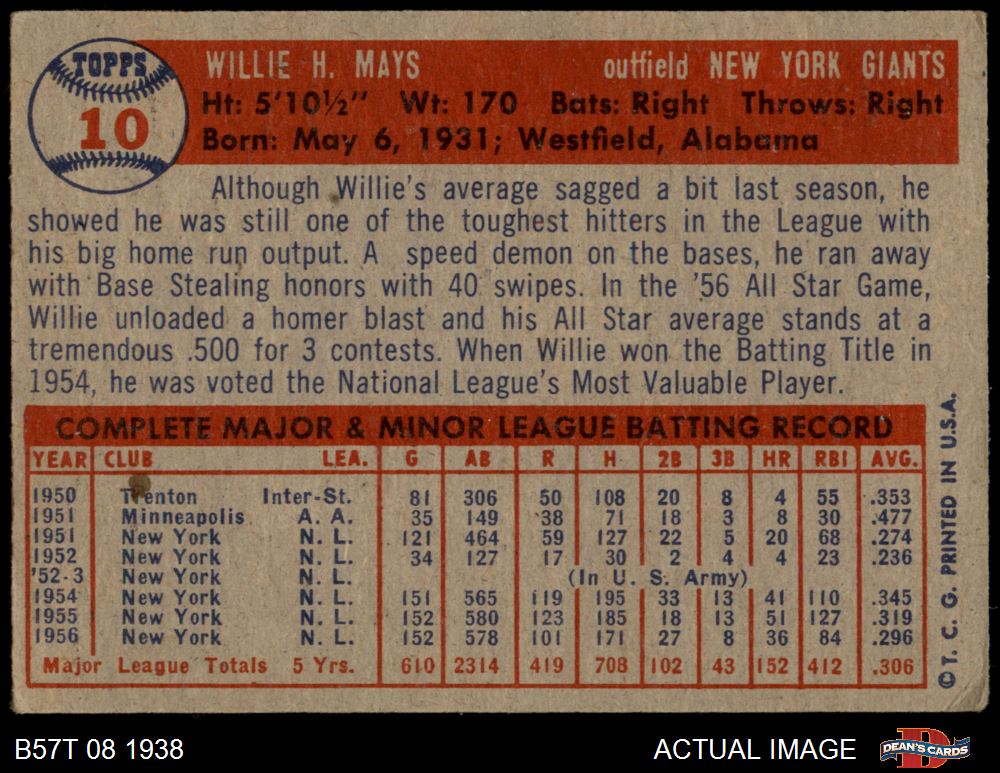 TOPPS
10
WILLIE H. MAYS outfield NEW YORK GIANTS
Ht: 5'10½" Wt: 170 Bats: Right Throws: Right
Born: May 6, 1931; Westfield, Alabama
Although Willie's average sagged a bit last season, he
showed he was still one of the toughest hitters in the League with
his big home run output. A speed demon on the bases, he ran away
with Base Stealing honors with 40 swipes. In the '56 All Star Game,
Willie unloaded a homer blast and his All Star average stands at a
tremendous .500 for 3 contests. When Willie won the Batting Title in
1954, he was voted the National League's Most Valuable Player.
COMPLETE MAJOR & MINOR LEAGUE BATTING RECORD
YEAR CLUB LEA. G AB R H 2B 3B HR RBI AVG.
1950 Trenton Inter-St. 81 306 50 108 20 8 4 55 .353
1951 Minneapolis A. A. 35 149 38 71 18 3 8 30 .477
1951 New York N. L. 121 464 59 127 22 5 20 68 .274
1952 New York N. L. 34 127 17 30 2 4 4 23 .236
'52-3 New York N. L. (In U. S. Army)
1954 New York N. L. 151 565 119 195 33 13 41 110 .345
1955 New York N. L. 152 580 123 185 18 13 51 127 .319
1956 New York N. L. 152 578 101 171 27 8 36 84 .296
Major League Totals 5 Yrs. 610 2314 419 708 102 43 152 412 .306
©T. C. G. PRINTED IN U.S.A.
B57T 08 1938 ACTUAL IMAGE
DEAN'S CARDS